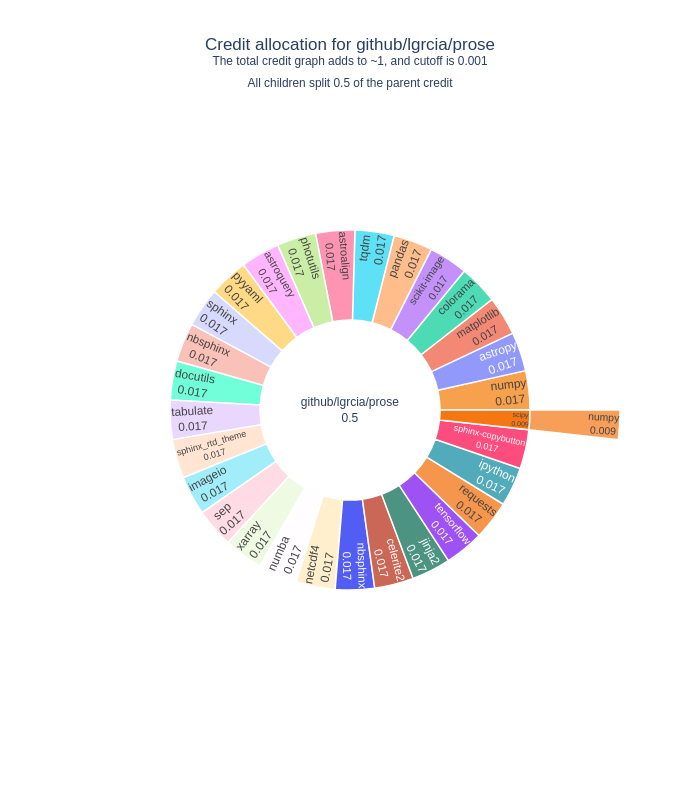 Credit allocation for github/lgrcia/prose
The total credit graph adds to ~1, and cutoff is 0.001
All children split 0.5 of the parent credit
github/lgrcia/prose
0.5
numpy
0.017
astropy
0.017
matplotlib
0.017
colorama
0.017
scikit-image
0.017
pandas
0.017
tqdm
0.017
astroalign
0.017
photutils
0.017
astroquery
0.017
pyyaml
0.017
sphinx
0.017
nbsphinx
0.017
docutils
0.017
tabulate
0.017
sphinx_rtd_theme
0.017
imageio
0.017
sep
0.017
xarray
0.017
numba
0.017
netcdf4
0.017
nbsphinx
0.017
celerite2
0.017
jinja2
0.017
tensorflow
0.017
requests
0.017
ipython
0.017
sphinx-copybutton
0.017
scipy
0.009
numpy
0.009